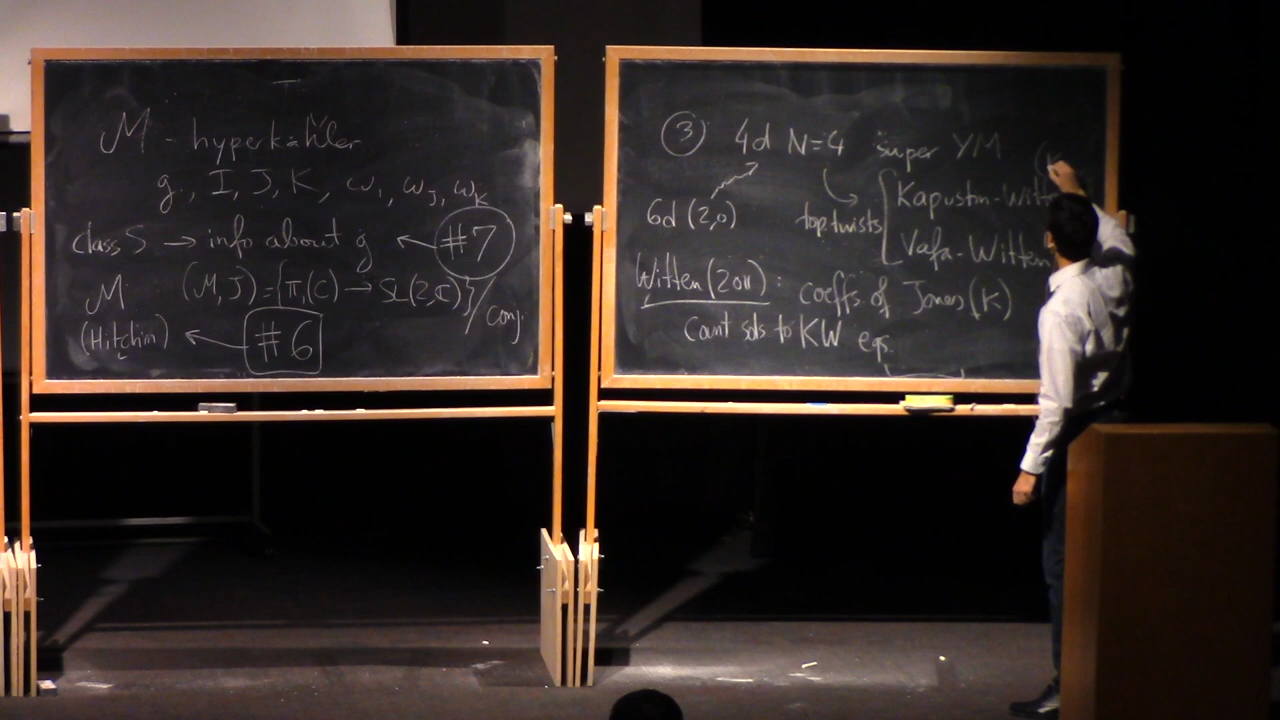 M - hyperkähler
g, I, J, K, ω_I, ω_J, ω_K
class S → info about g ← #7
M (M, J) = {π₁(C) → SL(2, C)}/conj.
(Hitchin) ← #6
③ 4d N=4 super YM
6d (2,0) top twists { Kapustin-Witt
Vafa-Witten
Witten (2011): coeffs of Jones(K)
Count sols to KW eqs.